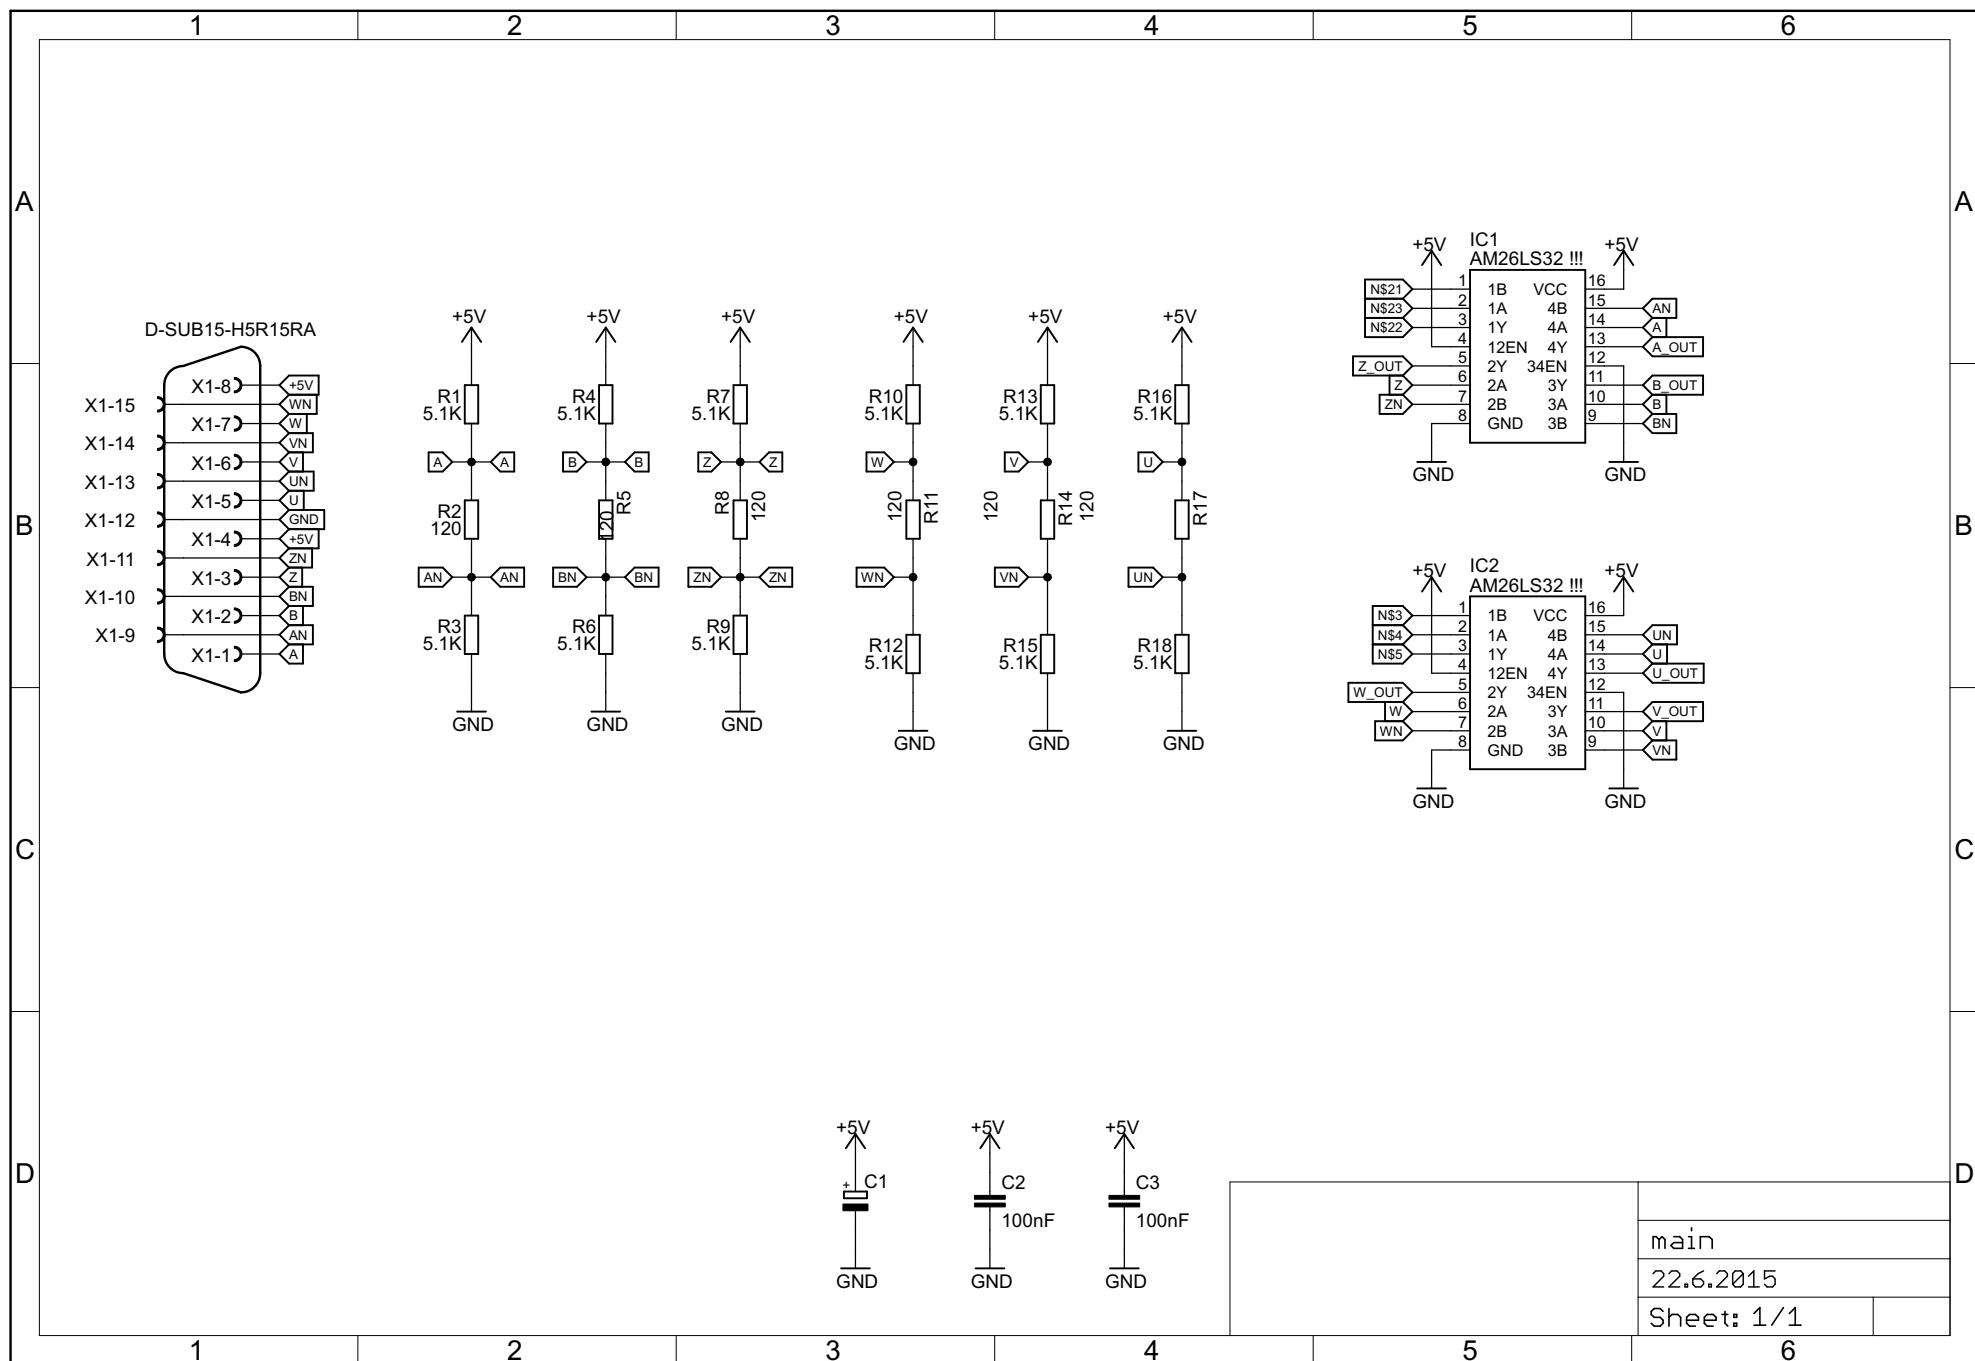 1 2 3 4 5 6
A A
B B
C C
D D
D-SUB15-H5R15RA
X1-8 +5V
X1-15 WN
X1-7 W
X1-14 VN
X1-6 V
X1-13 UN
X1-5 U
X1-12 GND
X1-4 +5V
X1-11 ZN
X1-3 Z
X1-10 BN
X1-2 B
X1-9 AN
X1-1 A
+5V
R1
5.1K
A A
R2
120
AN AN
R3
5.1K
GND
+5V
R4
5.1K
B B
R5
120
BN BN
R6
5.1K
GND
+5V
R7
5.1K
Z Z
R8
120
ZN ZN
R9
5.1K
GND
+5V
R10
5.1K
W
120
R11
WN
R12
5.1K
GND
+5V
R13
5.1K
V
120
R14
VN
R15
5.1K
GND
+5V
R16
5.1K
U
120
R17
UN
R18
5.1K
GND
+5V IC1 +5V
AM26LS32 !!!
N$21 1 1B VCC 16
N$23 2 1A 4B 15 AN
N$22 3 1Y 4A 14 A
4 12EN 4Y 13 A_OUT
Z_OUT 5 2Y 34EN 12
Z 6 2A 3Y 11 B_OUT
ZN 7 2B 3A 10 B
8 GND 3B 9 BN
GND GND
+5V IC2 +5V
AM26LS32 !!!
N$3 1 1B VCC 16
N$4 2 1A 4B 15 UN
N$5 3 1Y 4A 14 U
4 12EN 4Y 13 U_OUT
W_OUT 5 2Y 34EN 12
W 6 2A 3Y 11 V_OUT
WN 7 2B 3A 10 V
8 GND 3B 9 VN
GND GND
+5V
+ C1
GND
+5V
C2
100nF
GND
+5V
C3
100nF
GND
main
22.6.2015
Sheet: 1/1
1 2 3 4 5 6